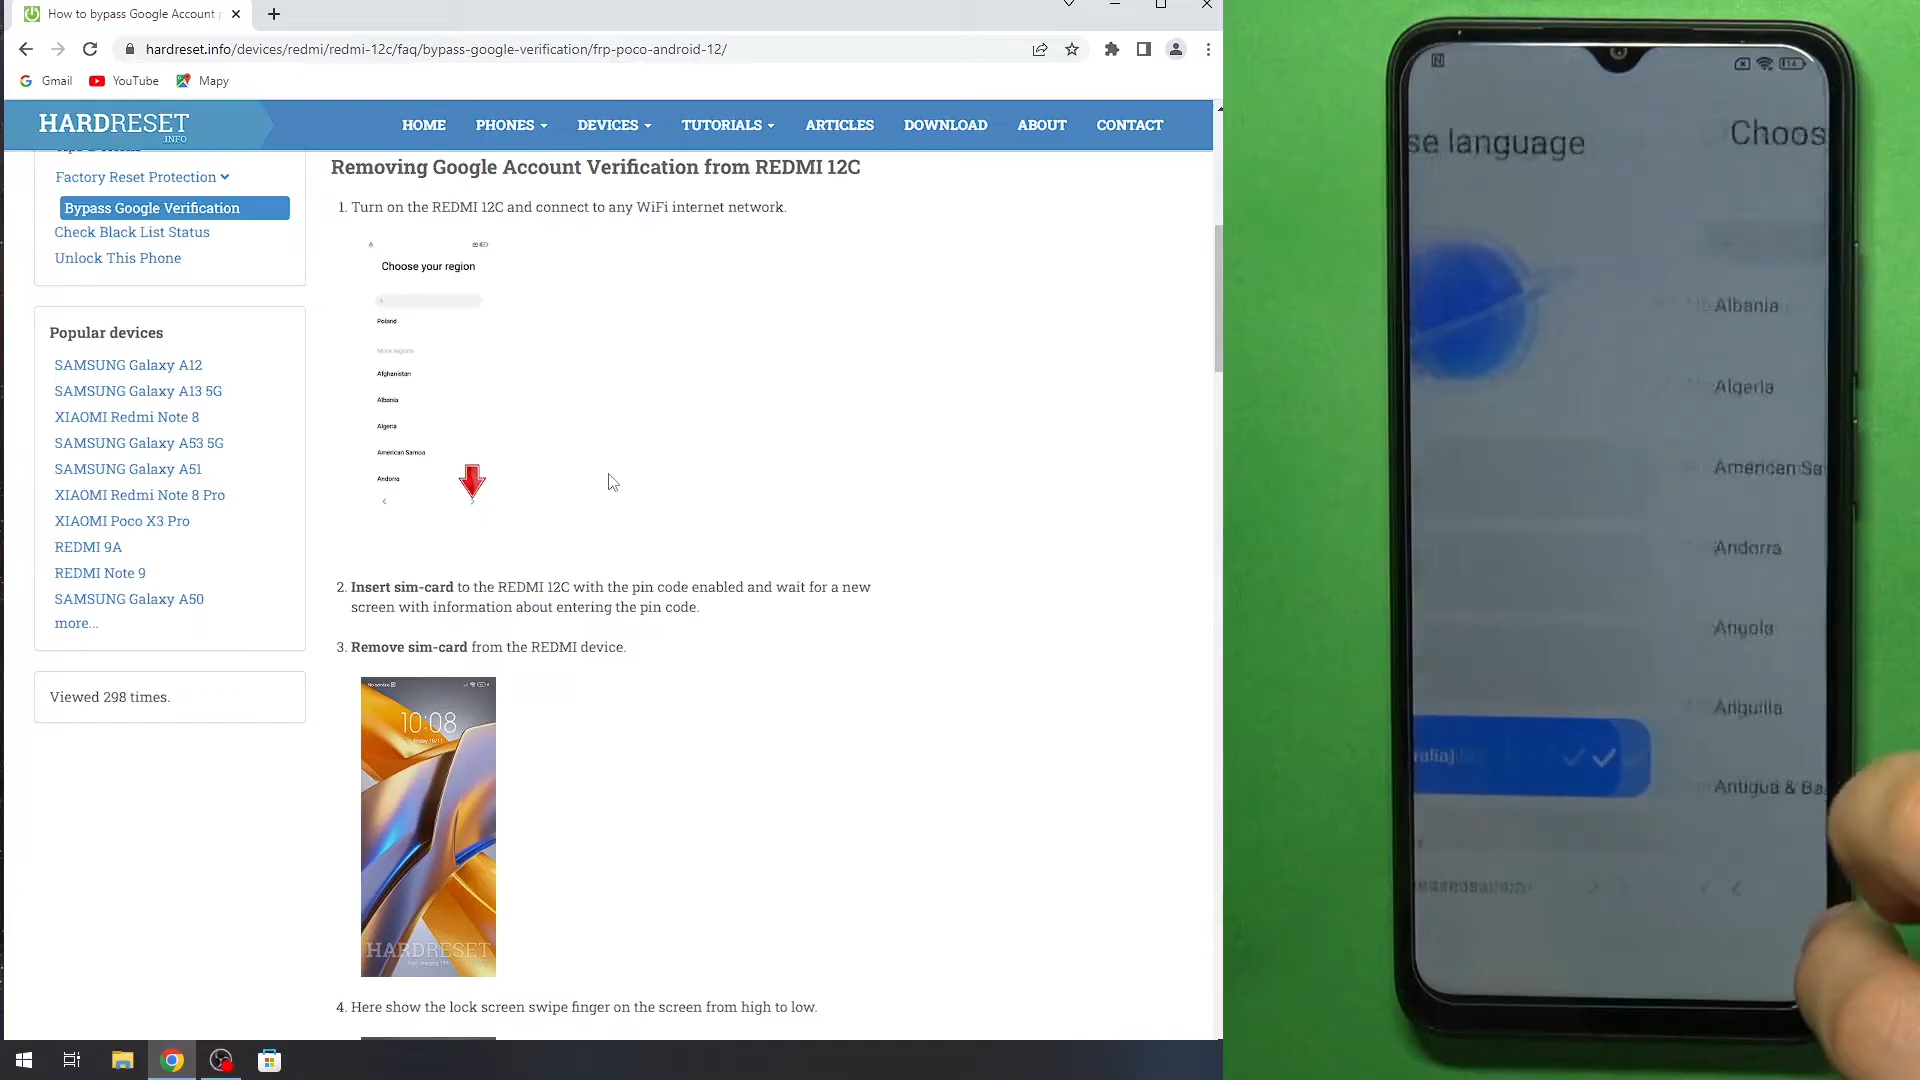 How to bypass Google Account p
hardreset.info/devices/redmi/redmi-12c/faq/bypass-google-verification/frp-poco-android-12/
Gmail
YouTube
Mapy
HARDRESET
.INFO
HOME
PHONES
DEVICES
TUTORIALS
ARTICLES
DOWNLOAD
ABOUT
CONTACT
Factory Reset Protection
Bypass Google Verification
Check Black List Status
Unlock This Phone
Popular devices
SAMSUNG Galaxy A12
SAMSUNG Galaxy A13 5G
XIAOMI Redmi Note 8
SAMSUNG Galaxy A53 5G
SAMSUNG Galaxy A51
XIAOMI Redmi Note 8 Pro
XIAOMI Poco X3 Pro
REDMI 9A
REDMI Note 9
SAMSUNG Galaxy A50
more...
Viewed 298 times.
Removing Google Account Verification from REDMI 12C
1. Turn on the REDMI 12C and connect to any WiFi internet network.
Choose your region
Poland
More regions
Afghanistan
Albania
Algeria
American Samoa
Andorra
2. Insert sim-card to the REDMI 12C with the pin code enabled and wait for a new
screen with information about entering the pin code.
3. Remove sim-card from the REDMI device.
No service
10:08
HARDRESET
4. Here show the lock screen swipe finger on the screen from high to low.
se language
Choos
Albania
Algeria
American Sa
Andorra
Angola
Anguilla
Antigua & Ba
ralia)